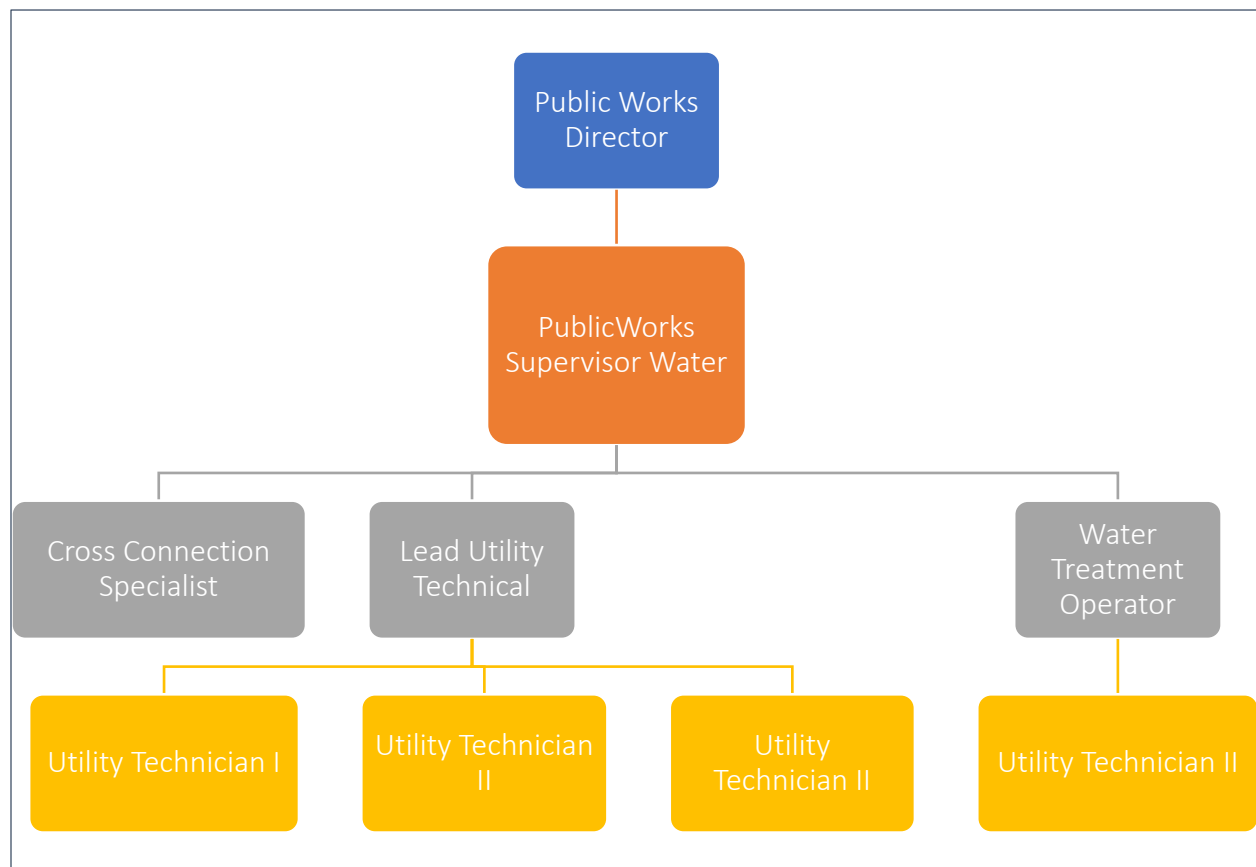 Public Works
Director
PublicWorks
Supervisor Water
Cross Connection
Specialist
Lead Utility
Technical
Water
Treatment
Operator
Utility Technician I
Utility Technician
II
Utility
Technician II
Utility Technician II